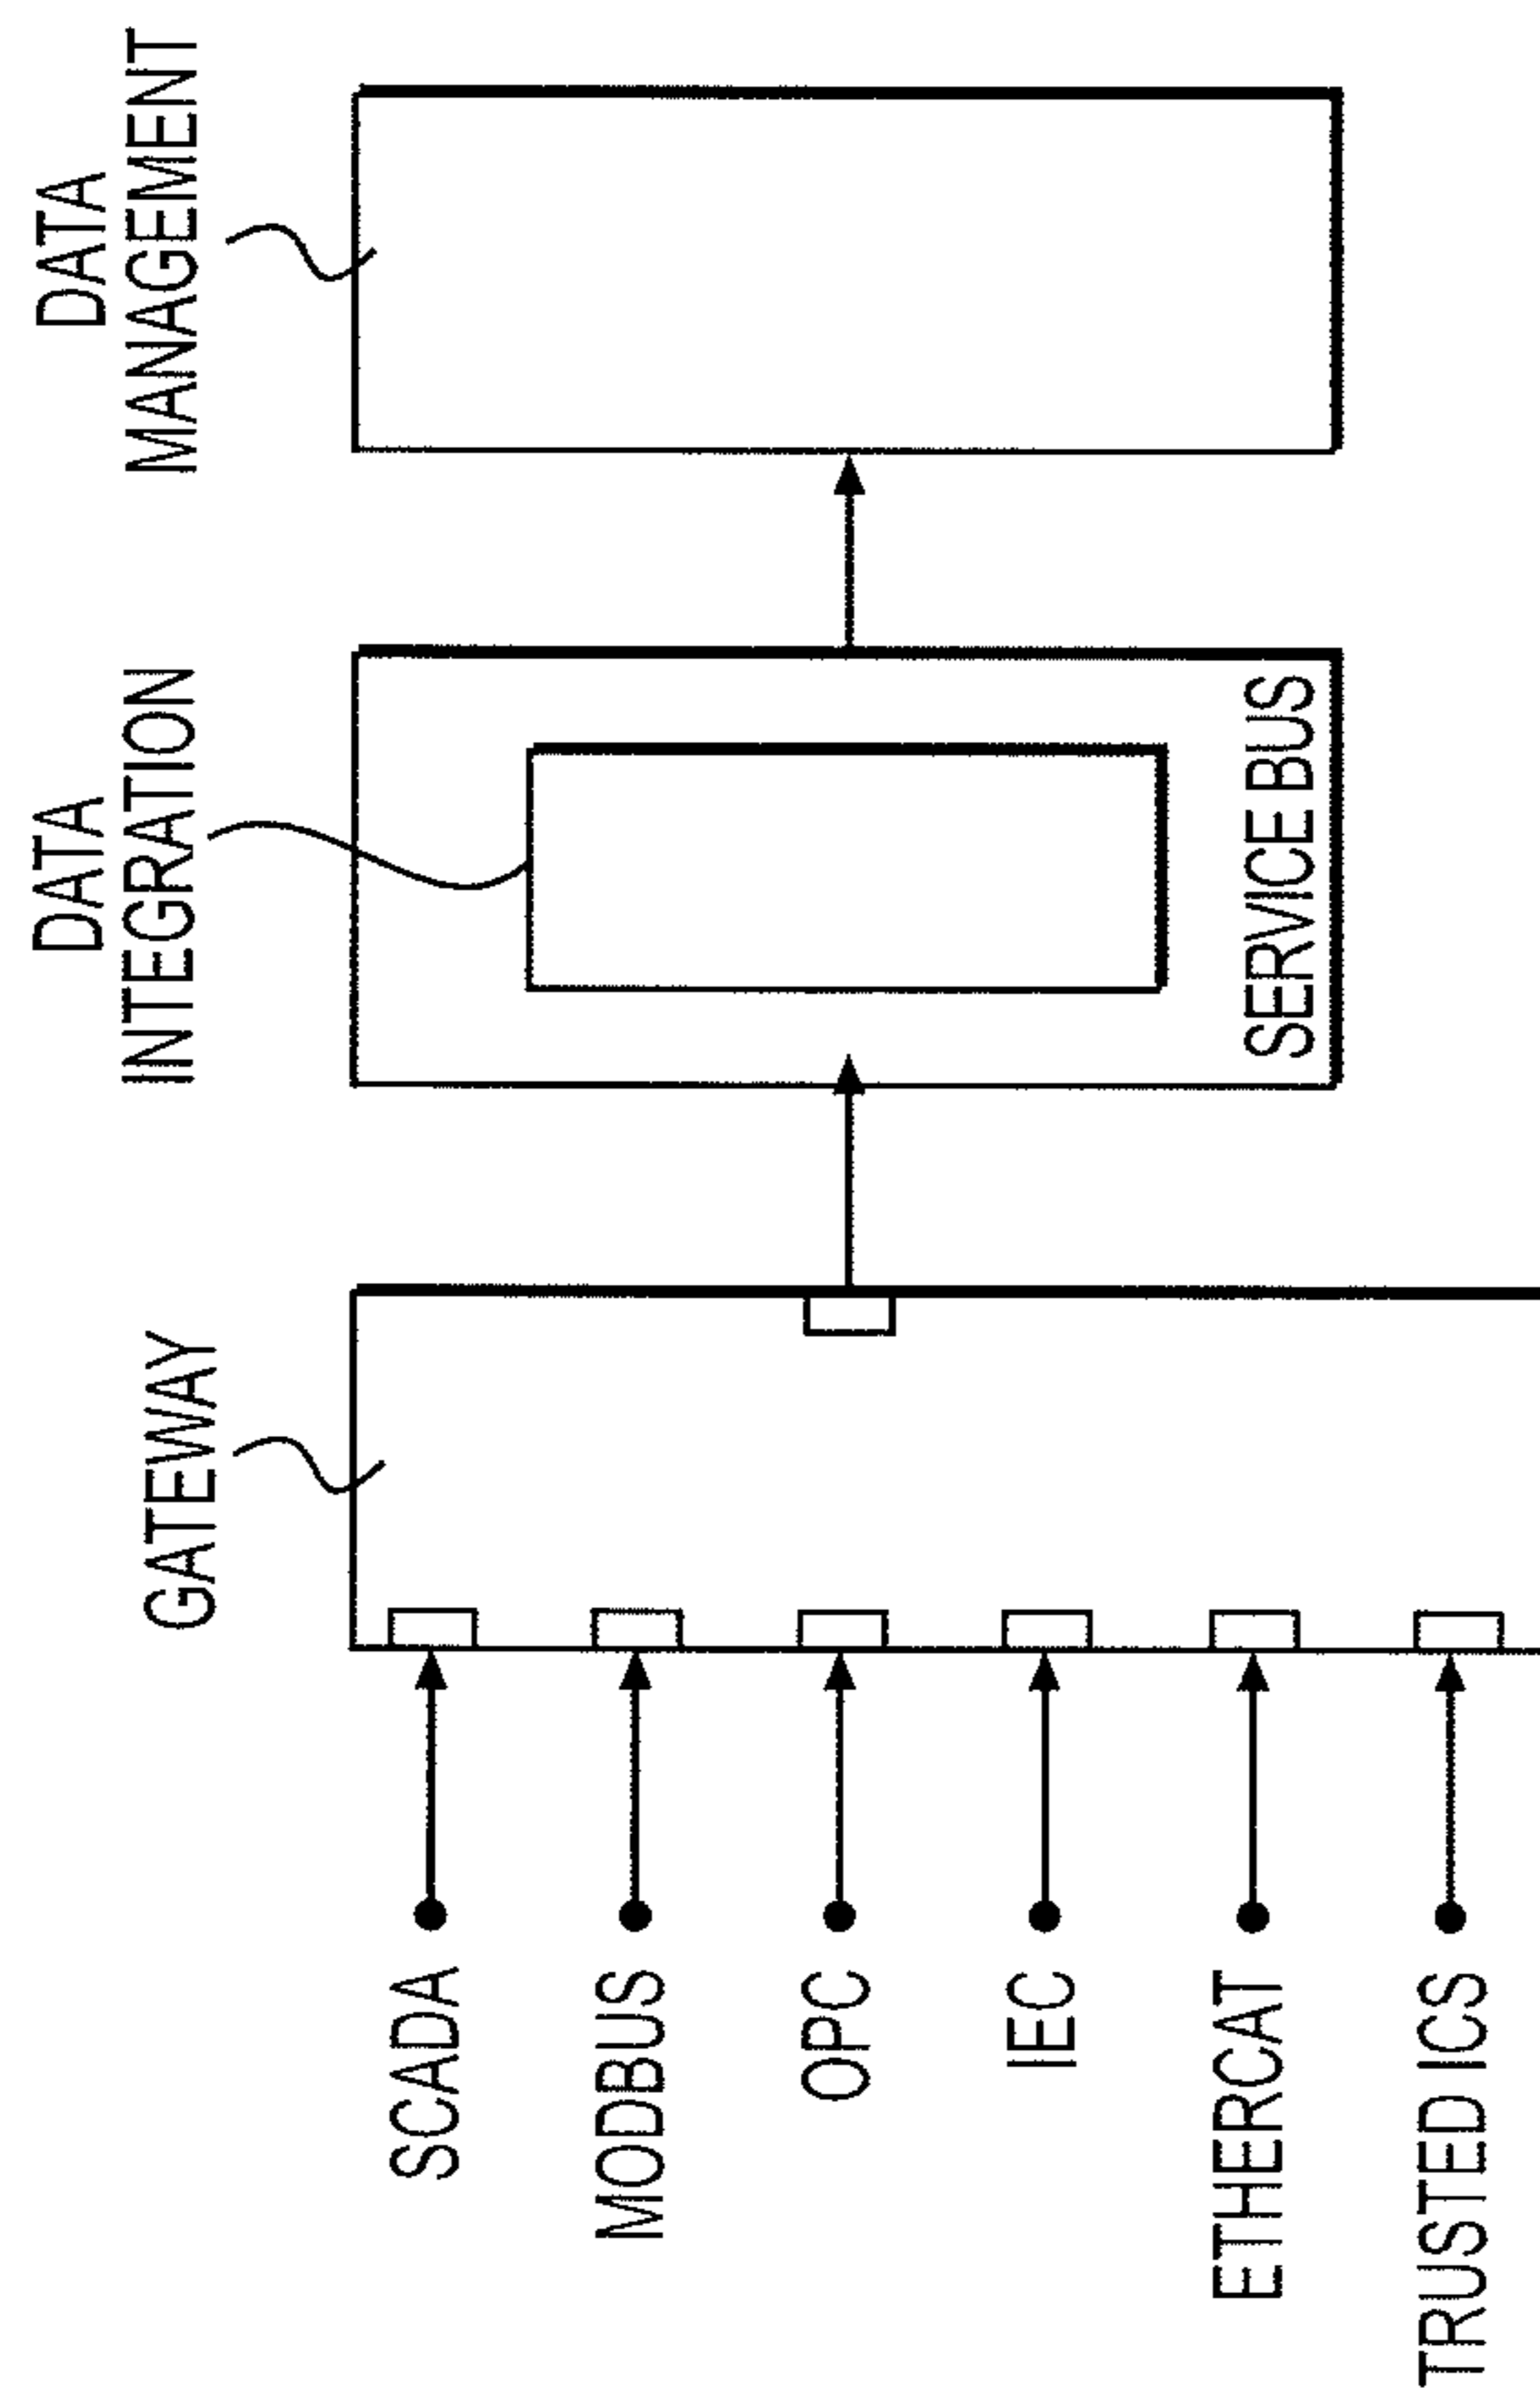 SCADA
MODBUS
OPC
IEC
ETHERCAT
TRUSTED ICS
GATEWAY
DATA
INTEGRATION
SERVICE BUS
DATA
MANAGEMENT